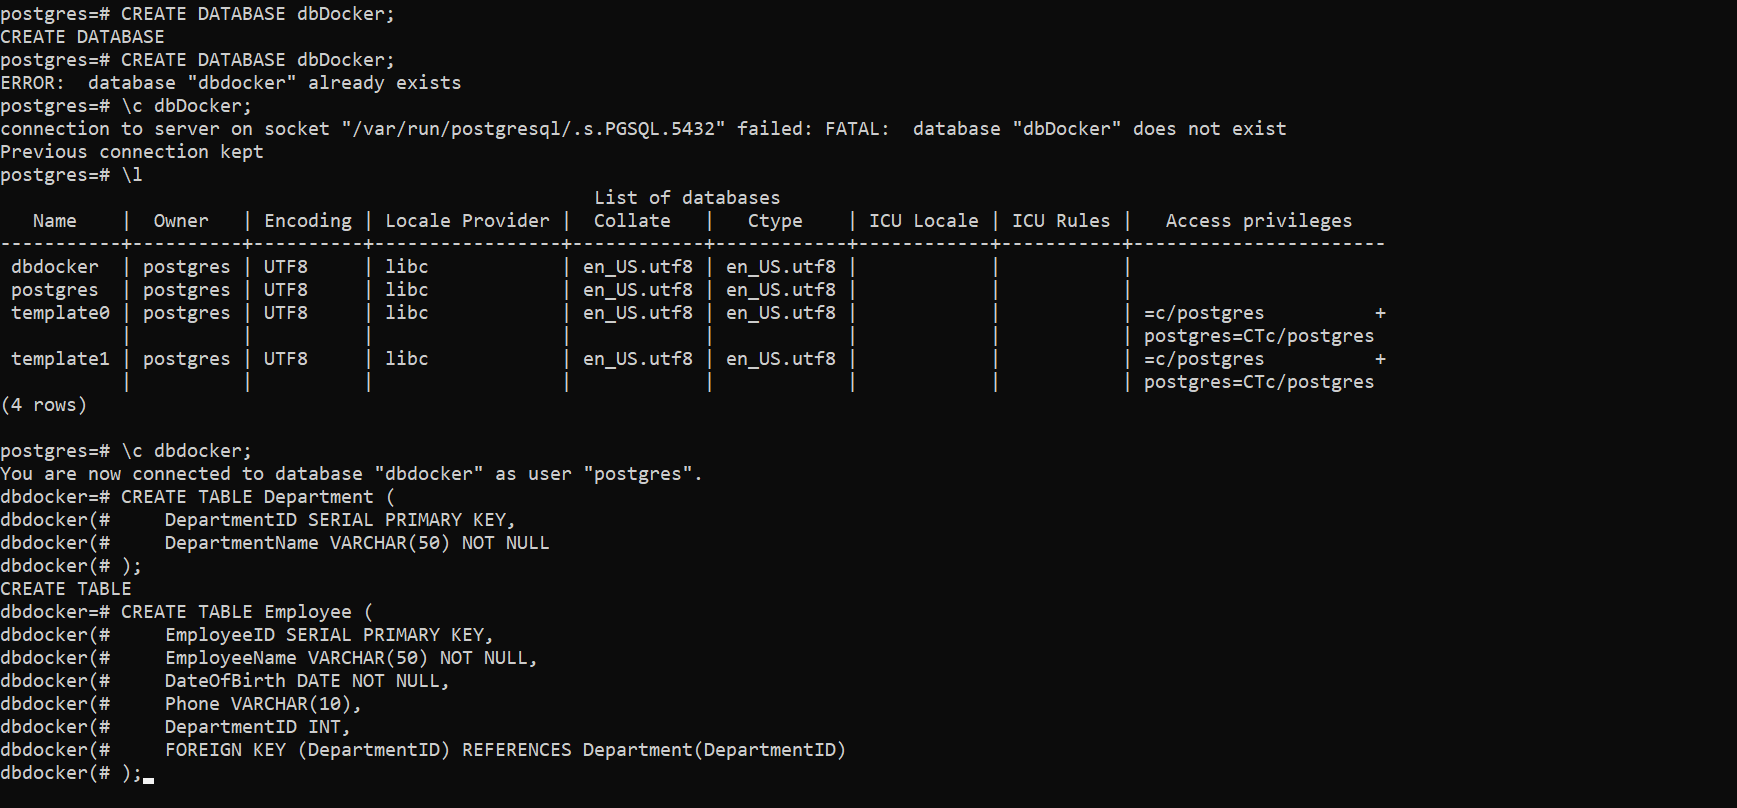 postgres=# CREATE DATABASE dbDocker;
CREATE DATABASE
postgres=# CREATE DATABASE dbDocker;
ERROR:  database "dbdocker" already exists
postgres=# \c dbDocker;
connection to server on socket "/var/run/postgresql/.s.PGSQL.5432" failed: FATAL:  database "dbDocker" does not exist
Previous connection kept
postgres=# \l
                                                      List of databases
   Name    |  Owner   | Encoding | Locale Provider |  Collate   |   Ctype    | ICU Locale | ICU Rules |   Access privileges
-----------+----------+----------+-----------------+------------+------------+------------+-----------+-----------------------
 dbdocker  | postgres | UTF8     | libc            | en_US.utf8 | en_US.utf8 |            |           |
 postgres  | postgres | UTF8     | libc            | en_US.utf8 | en_US.utf8 |            |           |
 template0 | postgres | UTF8     | libc            | en_US.utf8 | en_US.utf8 |            |           | =c/postgres          +
           |          |          |                 |            |            |            |           | postgres=CTc/postgres
 template1 | postgres | UTF8     | libc            | en_US.utf8 | en_US.utf8 |            |           | =c/postgres          +
           |          |          |                 |            |            |            |           | postgres=CTc/postgres
(4 rows)

postgres=# \c dbdocker;
You are now connected to database "dbdocker" as user "postgres".
dbdocker=# CREATE TABLE Department (
dbdocker(#     DepartmentID SERIAL PRIMARY KEY,
dbdocker(#     DepartmentName VARCHAR(50) NOT NULL
dbdocker(# );
CREATE TABLE
dbdocker=# CREATE TABLE Employee (
dbdocker(#     EmployeeID SERIAL PRIMARY KEY,
dbdocker(#     EmployeeName VARCHAR(50) NOT NULL,
dbdocker(#     DateOfBirth DATE NOT NULL,
dbdocker(#     Phone VARCHAR(10),
dbdocker(#     DepartmentID INT,
dbdocker(#     FOREIGN KEY (DepartmentID) REFERENCES Department(DepartmentID)
dbdocker(# );